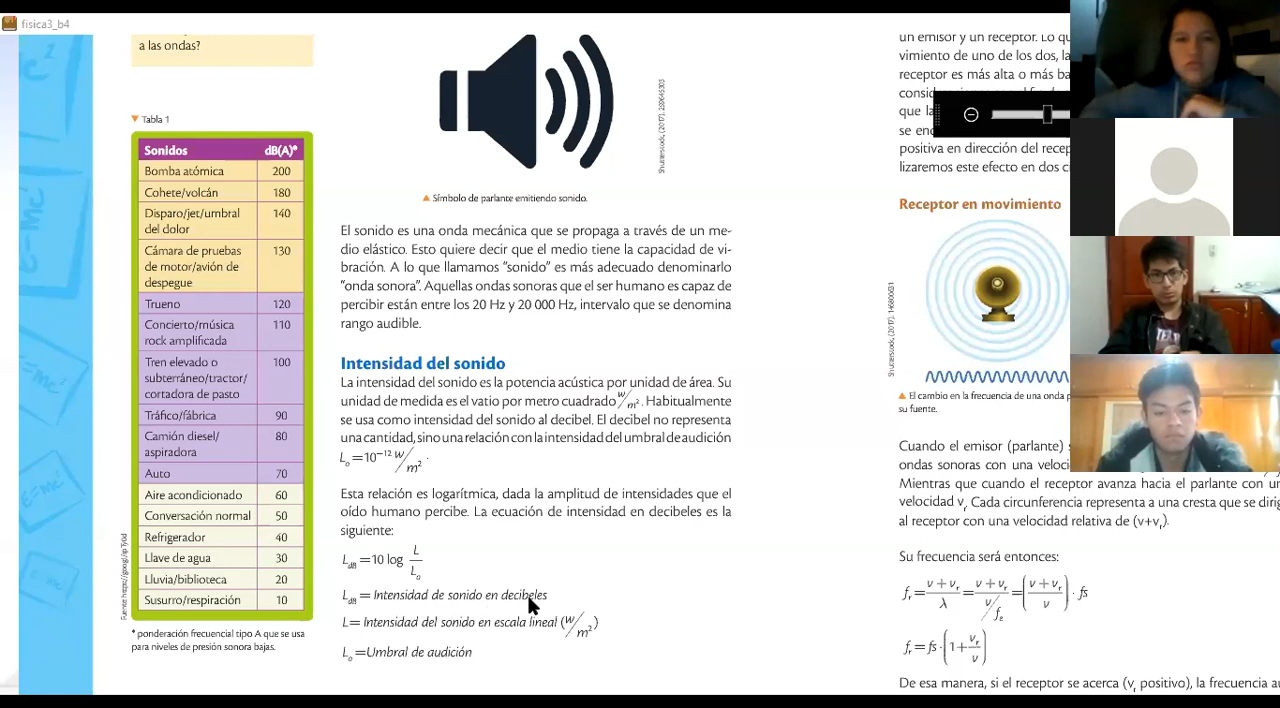 fisica3_b4
a las ondas?
Tabla 1
Sonidos dB(A)*
Bomba atómica 200
Cohete/volcán 180
Disparo/jet/umbral
del dolor 140
Cámara de pruebas
de motor/avión de
despegue 130
Trueno 120
Concierto/música
rock amplificada 110
Tren elevado o
subterráneo/tractor/
cortadora de pasto 100
Tráfico/fábrica 90
Camión diesel/
aspiradora 80
Auto 70
Aire acondicionado 60
Conversación normal 50
Refrigerador 40
Llave de agua 30
Lluvia/biblioteca 20
Susurro/respiración 10
* ponderación frecuencial tipo A que se usa
para niveles de presión sonora bajas.
Símbolo de parlante emitiendo sonido.
El sonido es una onda mecánica que se propaga a través de un me-
dio elástico. Esto quiere decir que el medio tiene la capacidad de vi-
bración. A lo que llamamos "sonido" es más adecuado denominarlo
"onda sonora". Aquellas ondas sonoras que el ser humano es capaz de
percibir están entre los 20 Hz y 20 000 Hz, intervalo que se denomina
rango audible.
Intensidad del sonido
La intensidad del sonido es la potencia acústica por unidad de área. Su
unidad de medida es el vatio por metro cuadrado w/m². Habitualmente
se usa como intensidad del sonido al decibel. El decibel no representa
una cantidad, sino una relación con la intensidad del umbral de audición
L₀=10⁻¹² w/m² .
Esta relación es logarítmica, dada la amplitud de intensidades que el
oído humano percibe. La ecuación de intensidad en decibeles es la
siguiente:
L_dB=10 log L/L₀
L_dB= Intensidad de sonido en decibeles
L= Intensidad del sonido en escala lineal (w/m²)
L₀=Umbral de audición
un emisor y un receptor. Lo
vimiento de uno de los dos, la
receptor es más alta o más
que
positiva en dirección del
lizaremos este efecto en dos
Receptor en movimiento
El cambio en la frecuencia de una onda
su fuente.
Cuando el emisor (parlante)
ondas sonoras con una
Mientras que cuando el receptor avanza hacia el parlante con
velocidad vᵣ. Cada circunferencia representa a una cresta que se
al receptor con una velocidad relativa de (v+vᵣ).
Su frecuencia será entonces:
fᵣ= (v+vᵣ)/λ = (v+vᵣ)/(v/fₑ) = ((v+vᵣ)/v) · fs
fᵣ= fs·(1+vᵣ/v)
De esa manera, si el receptor se acerca (vᵣ positivo), la frecuencia